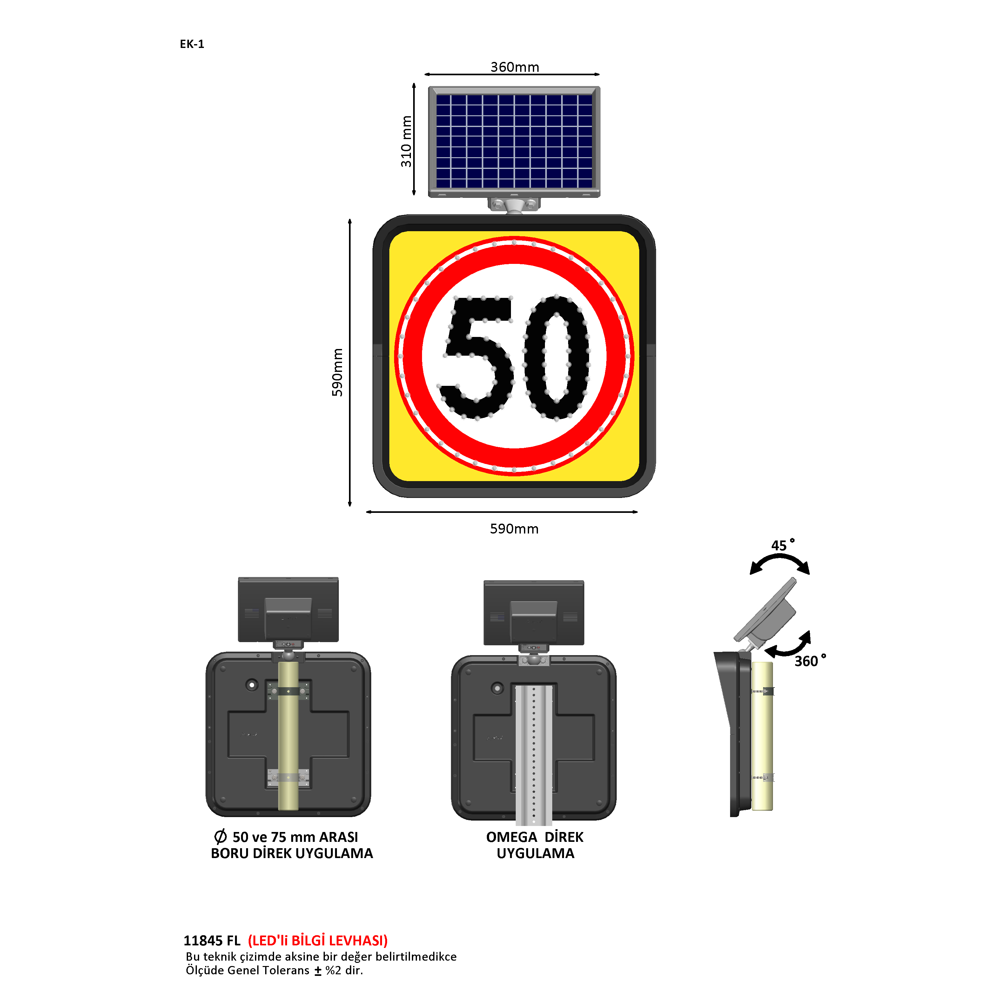 EK-1
360mm
310 mm
50
590mm
590mm
45°
360°
Ø 50 ve 75 mm ARASI
BORU DİREK UYGULAMA
OMEGA DİREK
UYGULAMA
11845 FL (LED'li BİLGİ LEVHASI)
Bu teknik çizimde aksine bir değer belirtilmedikce
Ölçüde Genel Tolerans ± %2 dir.